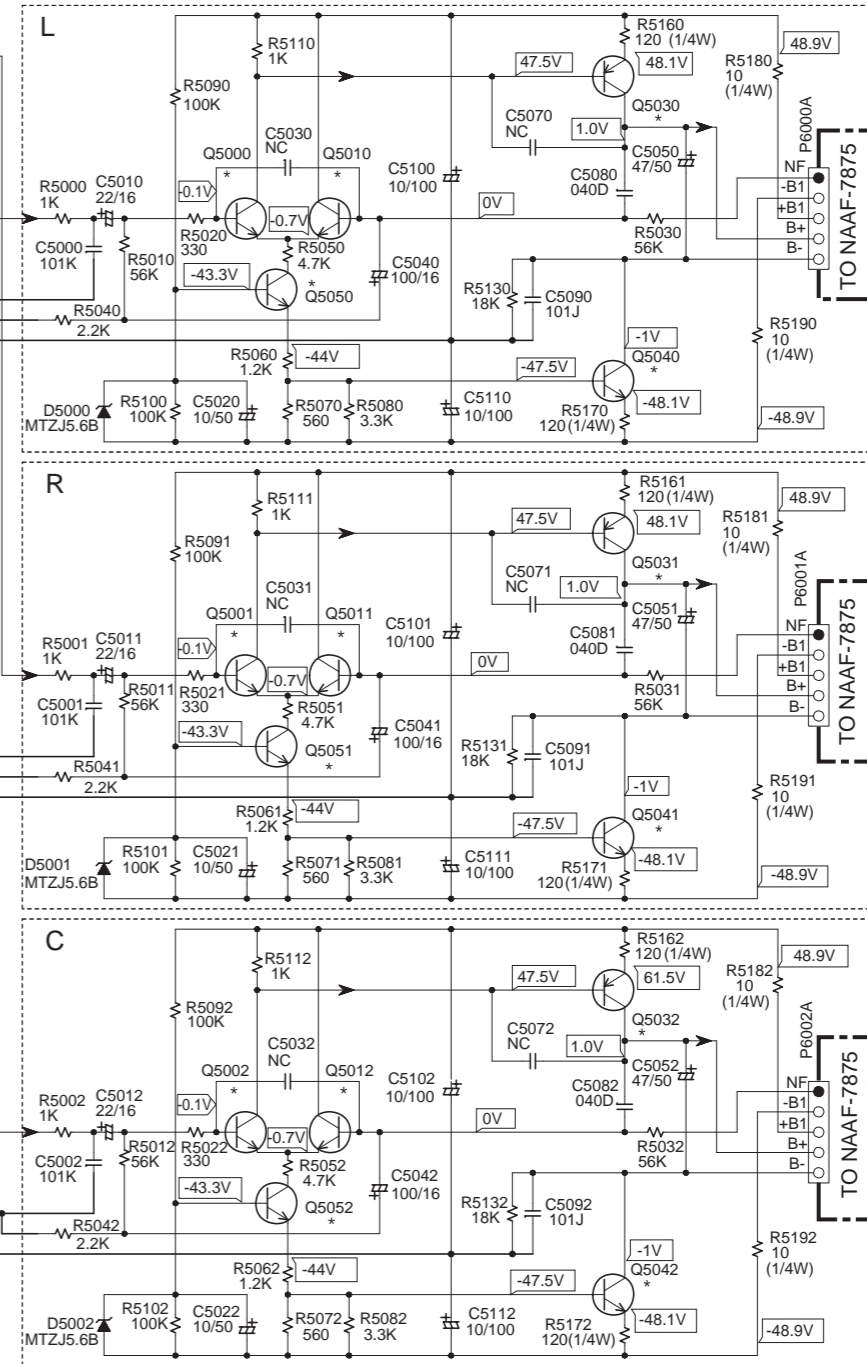 L
R5110
1K
R5160
120 (1/4W)
48.9V
47.5V
48.1V
R5180
10
(1/4W)
R5090
100K
C5070
NC
Q5030
*
P6000A
C5030
NC
1.0V
C5050
47/50
Q5000
*
Q5010
*
C5100
10/100
C5080
040D
NF
-B1
+B1
B+
B-
TO NAAF-7875
R5000
1K
C5010
22/16
-0.1V
0V
C5000
101K
R5010
56K
R5020
330
-0.7V
R5050
4.7K
C5040
100/16
R5030
56K
-43.3V
*
Q5050
R5130
18K
C5090
101J
R5040
2.2K
R5190
10
(1/4W)
R5060
1.2K
-44V
-1V
Q5040
*
-47.5V
D5000
MTZJ5.6B
R5100
100K
C5020
10/50
R5070
560
R5080
3.3K
C5110
10/100
R5170
120(1/4W)
-48.1V
-48.9V
R
R5111
1K
R5161
120(1/4W)
48.9V
47.5V
48.1V
R5181
10
(1/4W)
R5091
100K
C5071
NC
Q5031
*
P6001A
C5031
NC
1.0V
C5051
47/50
Q5001
*
Q5011
*
C5101
10/100
C5081
040D
NF
-B1
+B1
B+
B-
TO NAAF-7875
R5001
1K
C5011
22/16
-0.1V
0V
C5001
101K
R5011
56K
R5021
330
-0.7V
R5051
4.7K
C5041
100/16
R5031
56K
-43.3V
Q5051
*
R5131
18K
C5091
101J
R5041
2.2K
R5191
10
(1/4W)
R5061
1.2K
-44V
-1V
Q5041
*
-47.5V
D5001
MTZJ5.6B
R5101
100K
C5021
10/50
R5071
560
R5081
3.3K
C5111
10/100
R5171
120(1/4W)
-48.1V
-48.9V
C
R5112
1K
R5162
120 (1/4W)
48.9V
47.5V
61.5V
R5182
10
(1/4W)
R5092
100K
C5072
NC
Q5032
*
P6002A
C5032
NC
1.0V
C5052
47/50
Q5002
*
Q5012
*
C5102
10/100
C5082
040D
NF
-B1
+B1
B+
B-
TO NAAF-7875
R5002
1K
C5012
22/16
-0.1V
0V
C5002
101K
R5012
56K
R5022
330
-0.7V
R5052
4.7K
C5042
100/16
R5032
56K
-43.3V
Q5052
*
R5132
18K
C5092
101J
R5042
2.2K
R5192
10
(1/4W)
R5062
1.2K
-44V
-1V
Q5042
*
-47.5V
D5002
MTZJ5.6B
R5102
100K
C5022
10/50
R5072
560
R5082
3.3K
C5112
10/100
R5172
120(1/4W)
-48.1V
-48.9V